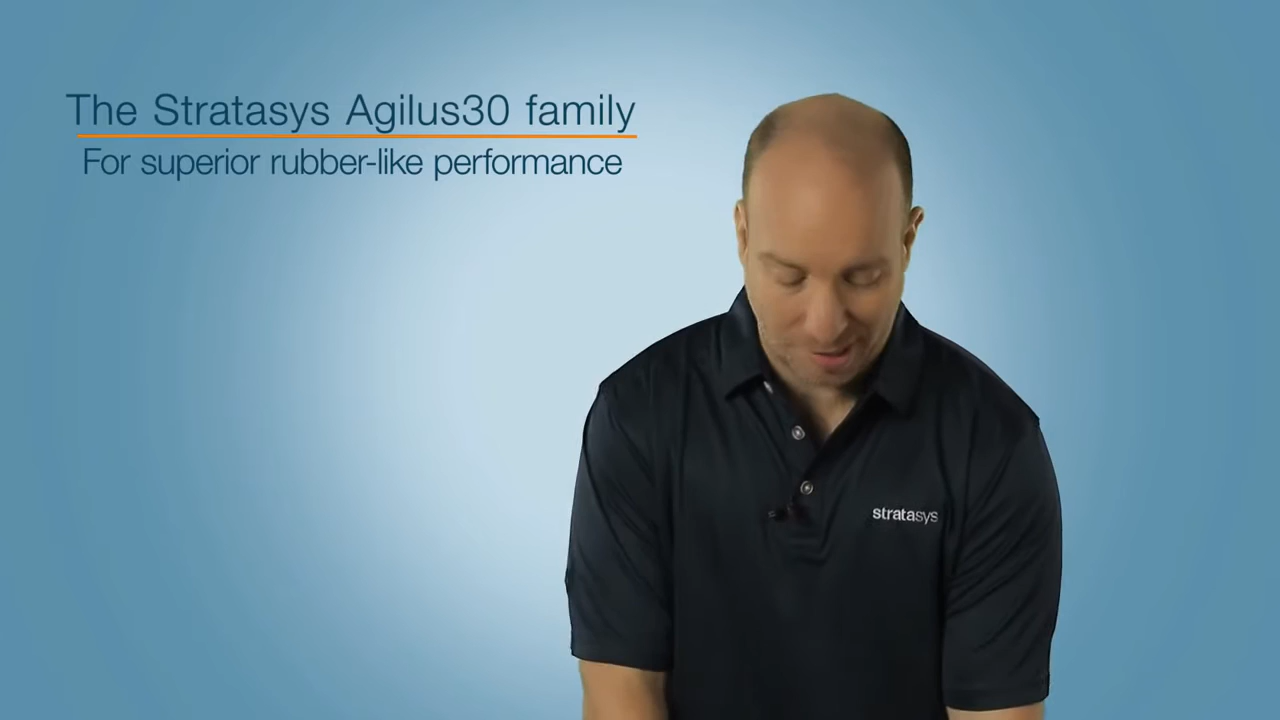 The Stratasys Agilus30 family
For superior rubber-like performance
stratasys